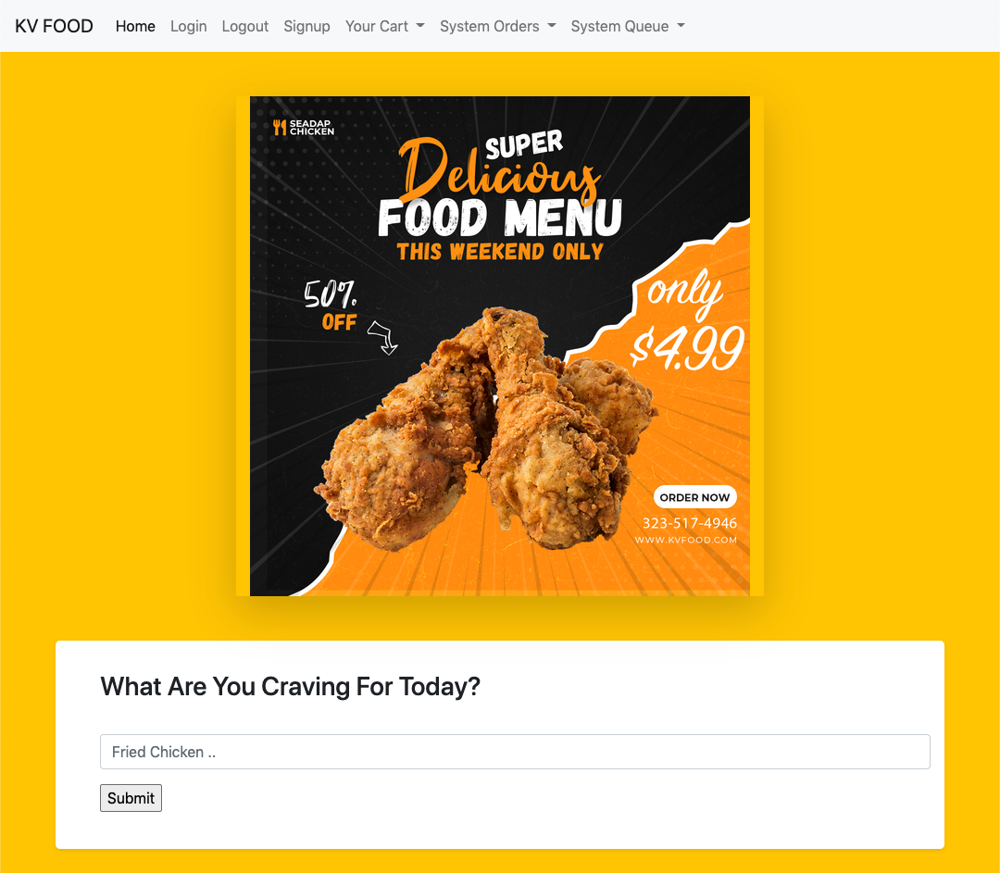 KV FOOD Home Login Logout Signup Your Cart System Orders System Queue
SEADAP
CHICKEN
SUPER
Delicious
FOOD MENU
THIS WEEKEND ONLY
50%
OFF
only
$4.99
ORDER NOW
323-517-4946
WWW.KVFOOD.COM
What Are You Craving For Today?
Fried Chicken ..
Submit